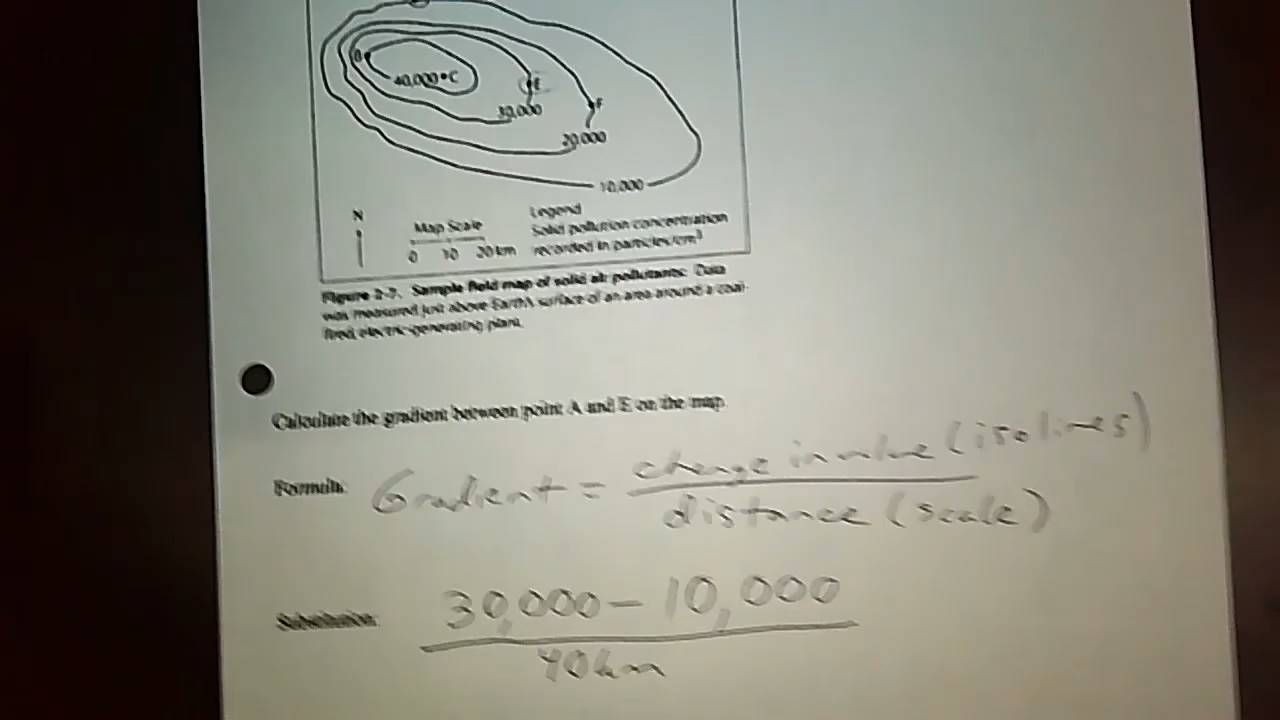 B
40,000 •C
E
30,000
F
20,000
10,000
N
Map Scale
0 10 20 km
Legend
Solid pollution concentration
recorded in particles/cm³
Figure 2-7. Sample field map of solid air pollutants: Data
was measured just above Earth's surface of an area around a coal-
fired, electric-generating plant.
Calculate the gradient between point A and E on the map.
Formula: Gradient = change in value (isolines)
distance (scale)
Substitution: 30,000 - 10,000
40km